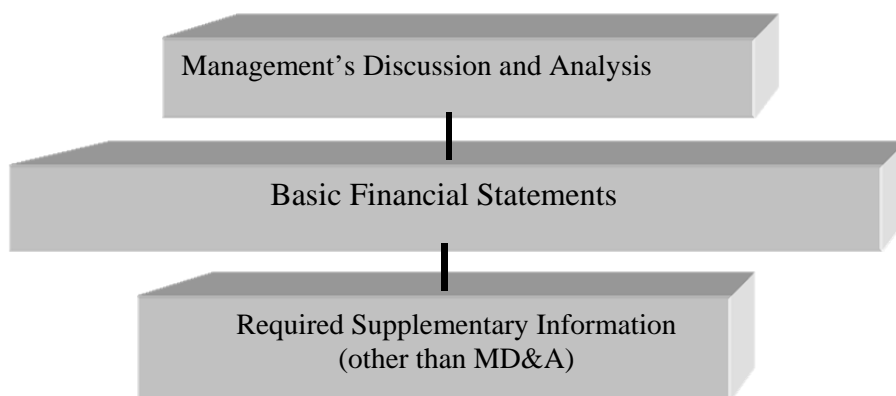 Management’s Discussion and Analysis
Basic Financial Statements
Required Supplementary Information
(other than MD&A)